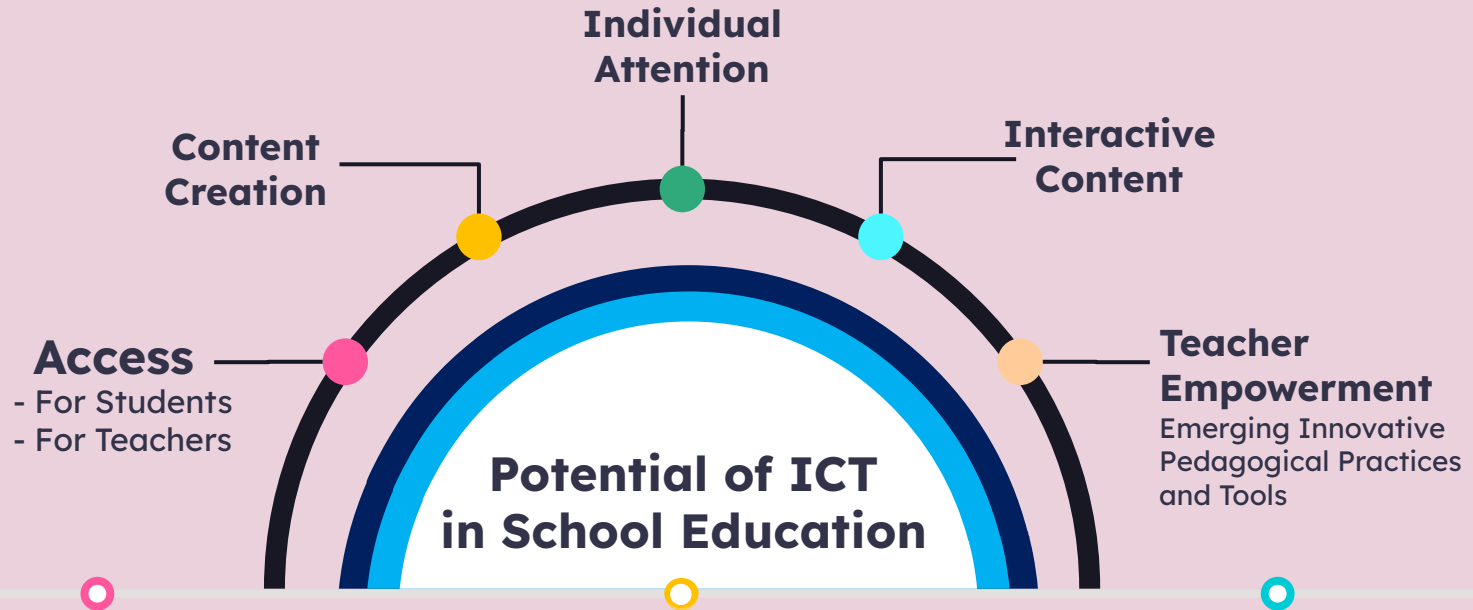 Individual
Attention
Content
Creation
Interactive
Content
Access
- For Students
- For Teachers
Teacher
Empowerment
Emerging Innovative
Pedagogical Practices
and Tools
Potential of ICT
in School Education